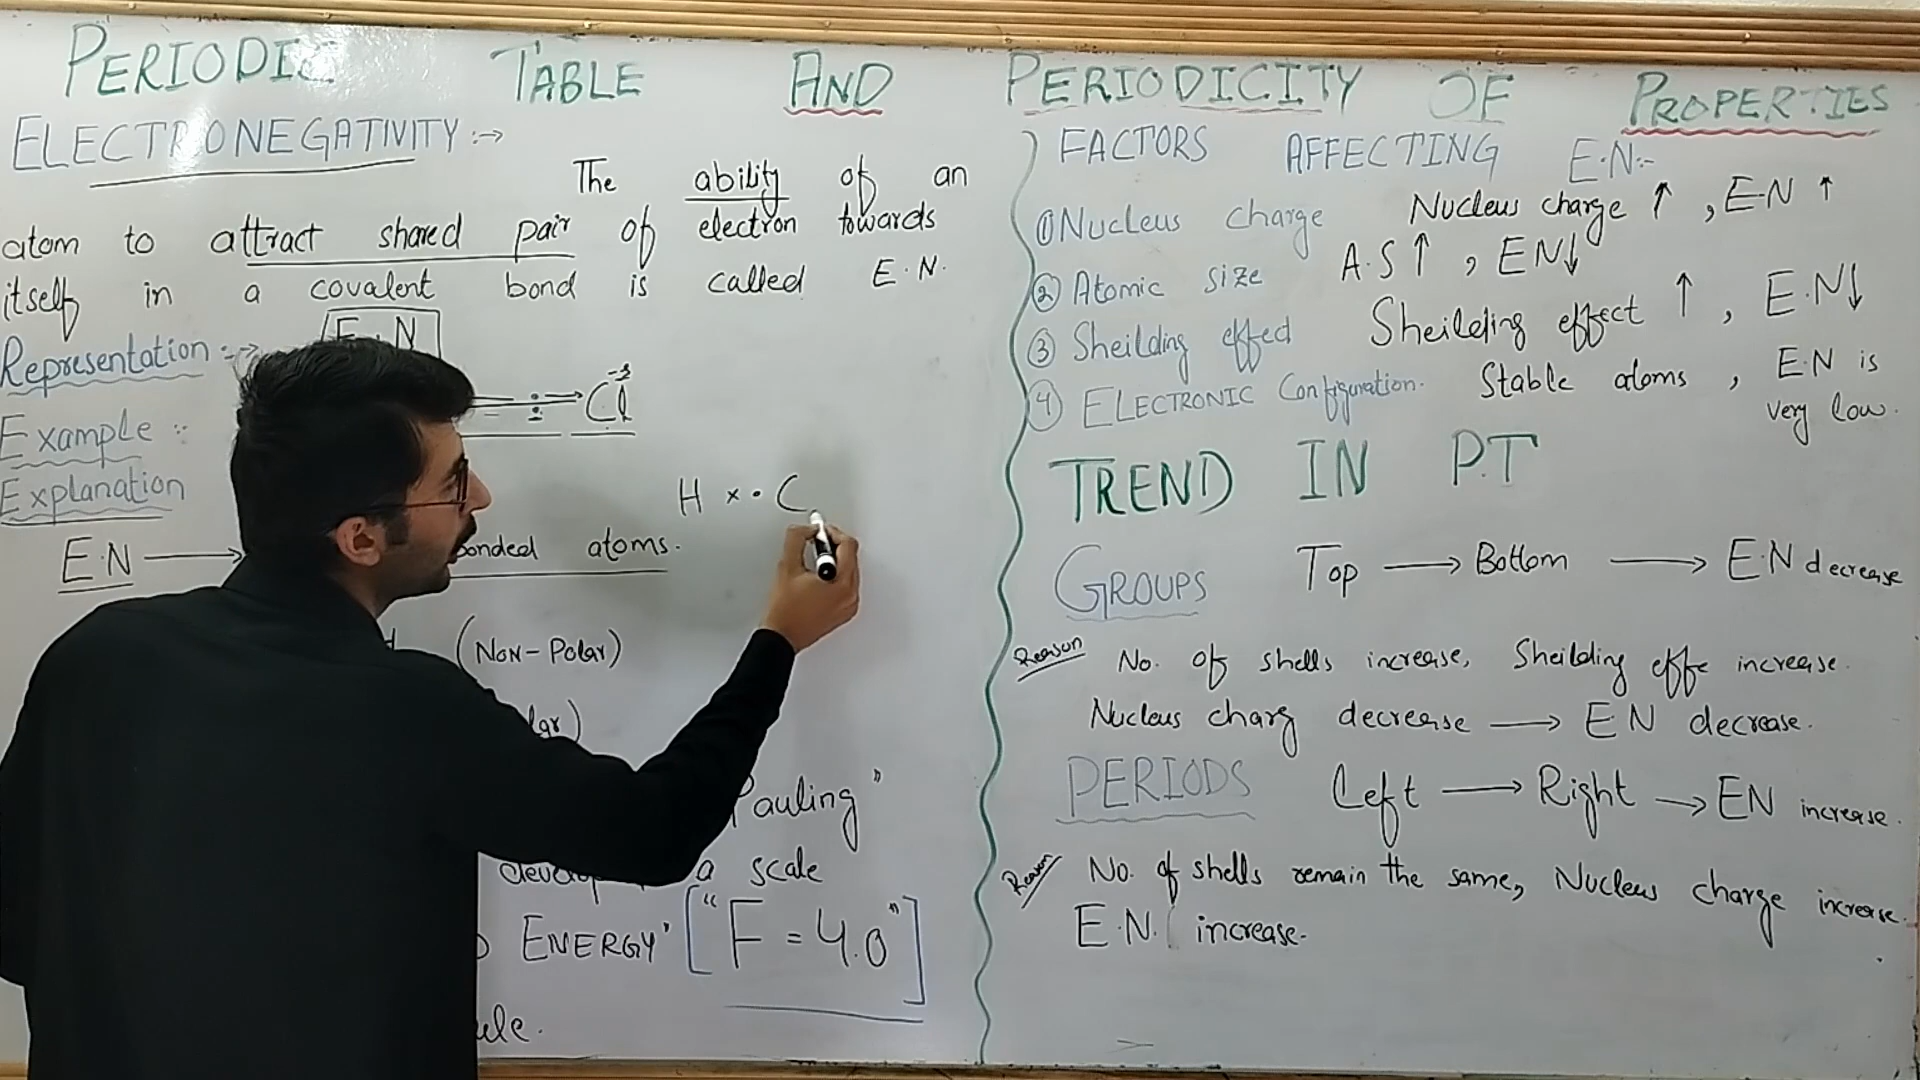 PERIODIC TABLE AND PERIODICITY OF PROPERTIES
ELECTRONEGATIVITY :→
The ability of an
atom to attract shared pair of electron towards
itself in a covalent bond is called E.N.
Representation :→ E.N
Example :
Cl
Explanation
H ×• C
E.N → bonded atoms.
(NON-Polar)
Pauling"
a scale
ENERGY" ["F = 4.0"]
FACTORS AFFECTING E.N:-
① Nucleus charge Nucleus charge ↑ , E-N ↑
② Atomic size A.S ↑ , EN↓
③ Sheilding effed Sheilding effect ↑ , E.N↓
④ ELECTRONIC Configuration. Stable atoms , E.N is
very low.
TREND IN P.T
GROUPS Top → Bottom → E.N decrease
Reason No. of shells increase, Sheilding effe increase.
Nucleus charg decrease → EN decrease.
PERIODS Left → Right → EN increase.
Reason No. of shells remain the same, Nucleus charge increase.
E.N. increase.